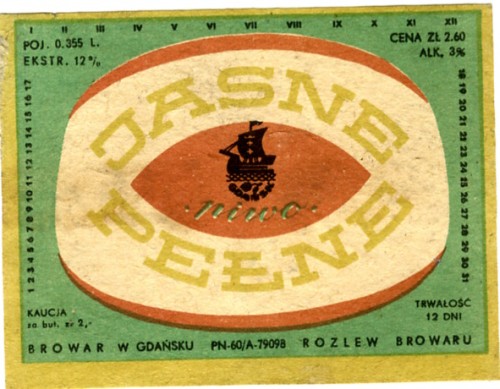 I II III IV V VI VII VIII IX X XI XII
POJ. 0.355 L.
EKSTR. 12%
CENA ZŁ 2.60
ALK. 3%
1 2 3 4 5 6 7 8 9 10 11 12 13 14 15 16 17
18 19 20 21 22 23 24 25 26 27 28 29 30 31
JASNE
piwo
PEŁNE
KAUCJA
za but. zł 2,-
TRWAŁOŚĆ
12 DNI
BROWAR W GDAŃSKU PN-60/A-79098 ROZLEW BROWARU